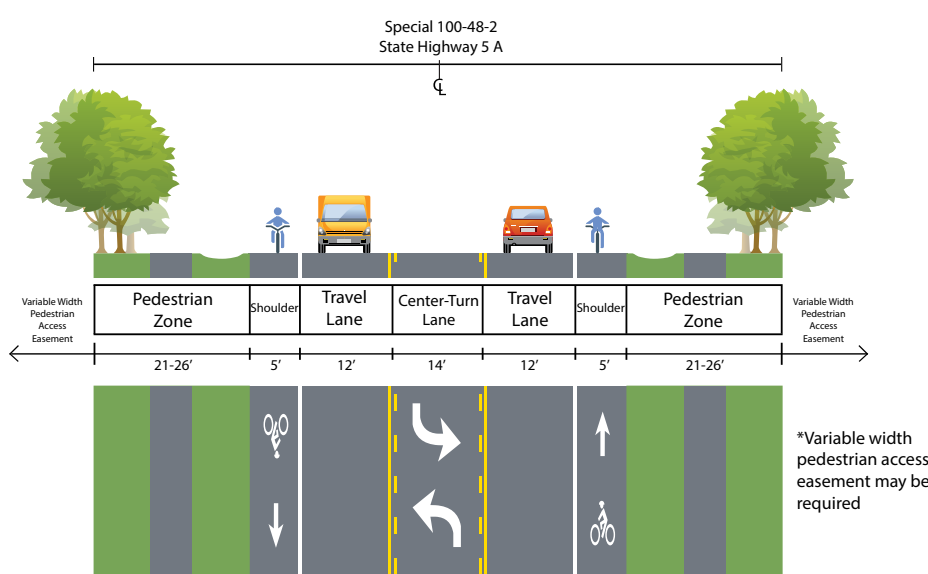 Special 100-48-2
State Highway 5 A
℄
Variable Width
Pedestrian
Access
Easement
Pedestrian
Zone
Shoulder
Travel
Lane
Center-Turn
Lane
Travel
Lane
Shoulder
Pedestrian
Zone
Variable Width
Pedestrian
Access
Easement
21-26′
5′
12′
14′
12′
5′
21-26′
*Variable width
pedestrian access
easement may be
required